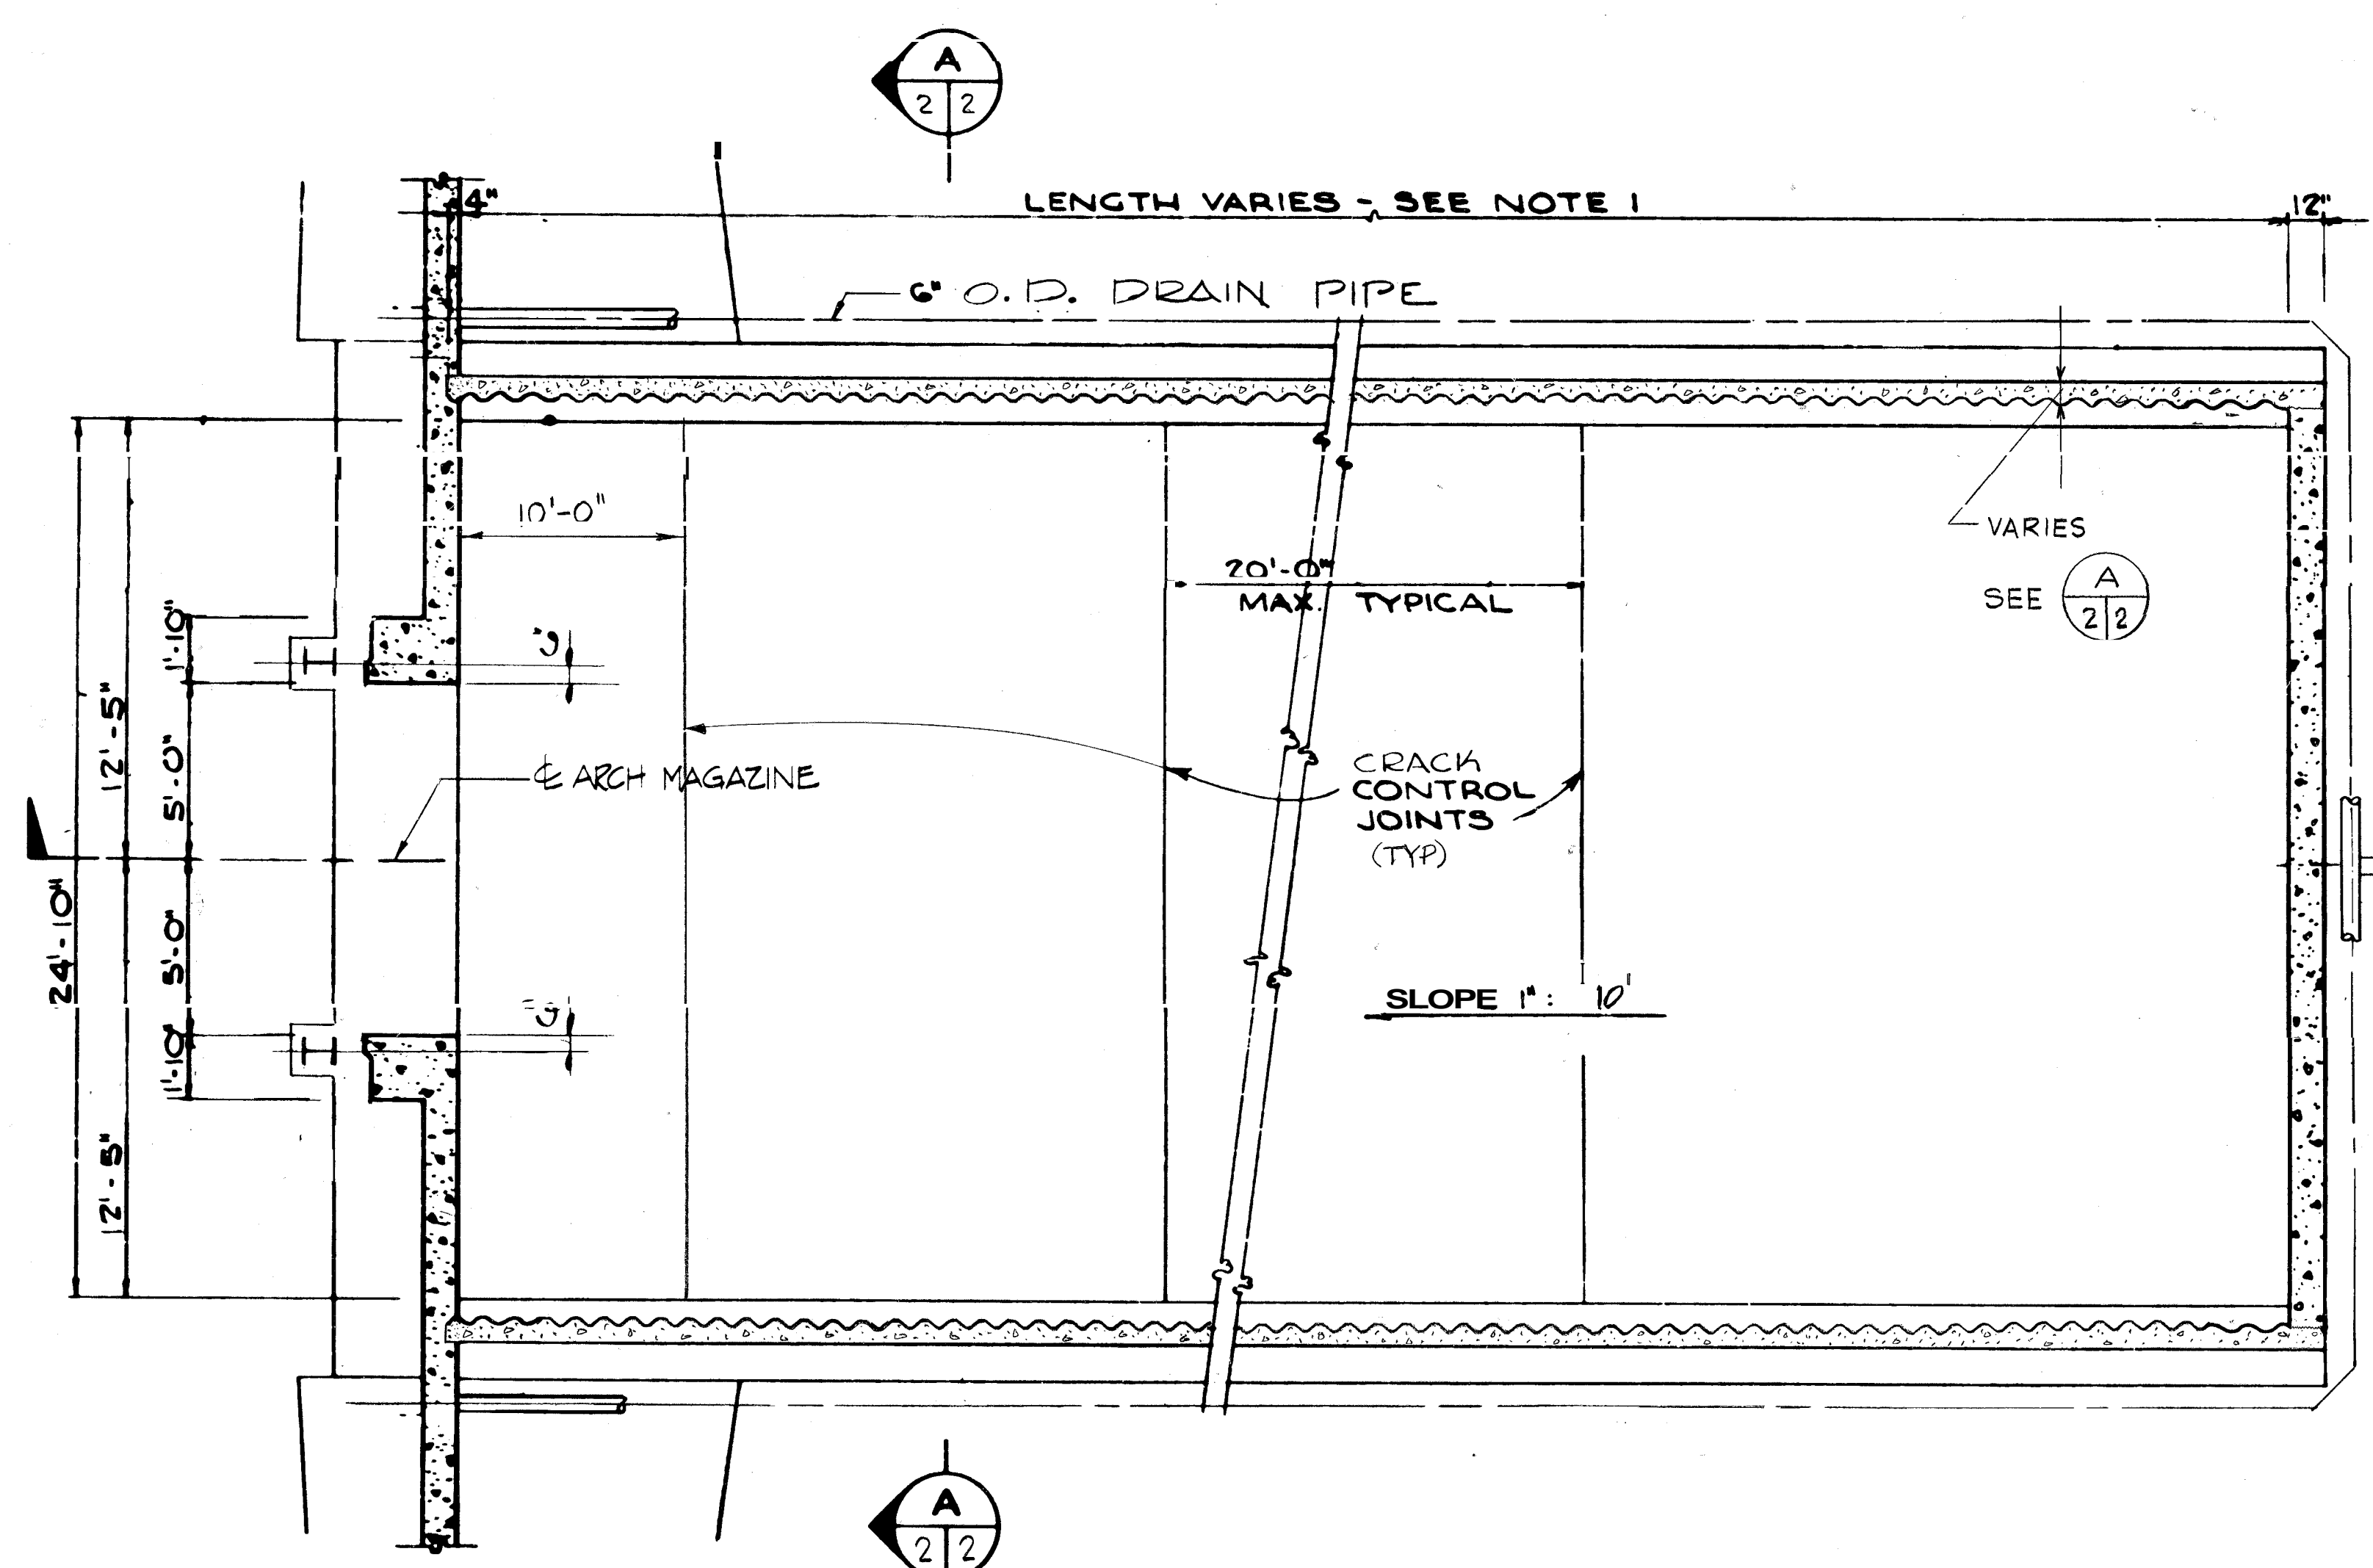 A
2 2
4"
LENGTH VARIES - SEE NOTE 1
12"
6" O.D. DRAIN PIPE
10'-0"
VARIES
20'-0"
MAX. TYPICAL
SEE A
2 2
1'-10"
6"
12'-5"
5'-0"
℄ ARCH MAGAZINE
CRACK
CONTROL
JOINTS
(TYP)
24'-10"
5'-0"
SLOPE 1" : 10'
1'-10"
12'-5"
A
2 2